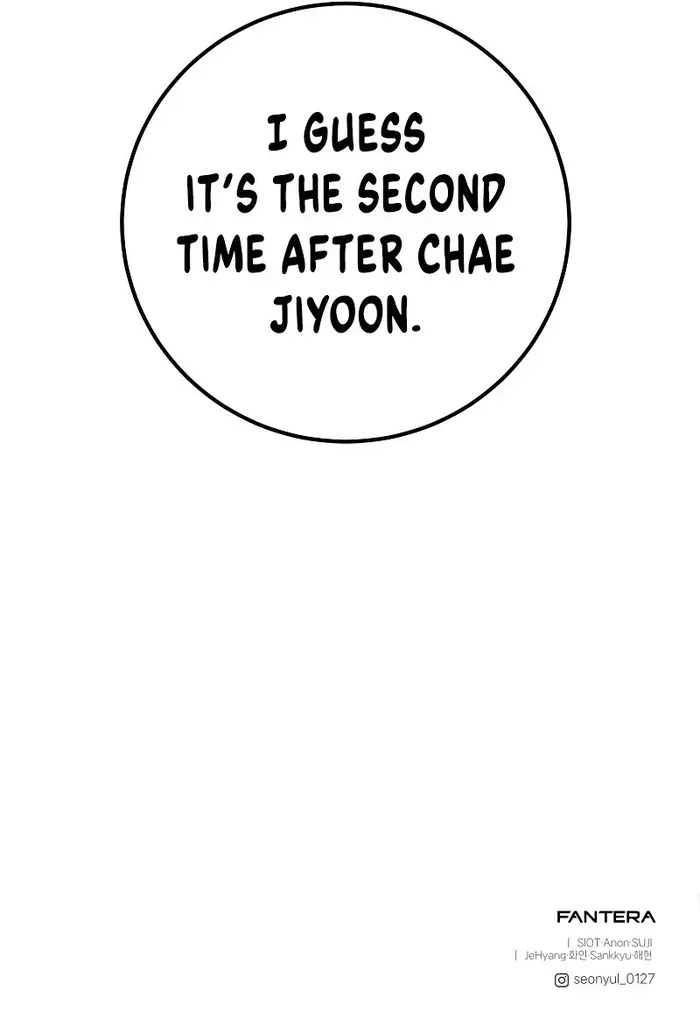 I GUESS
IT'S THE SECOND
TIME AFTER CHAE
JIYOON.
FANTERA
| SIOT·Anon·SUJI
| JeHyang·화인·Sankkyu·해현
seonyul_0127